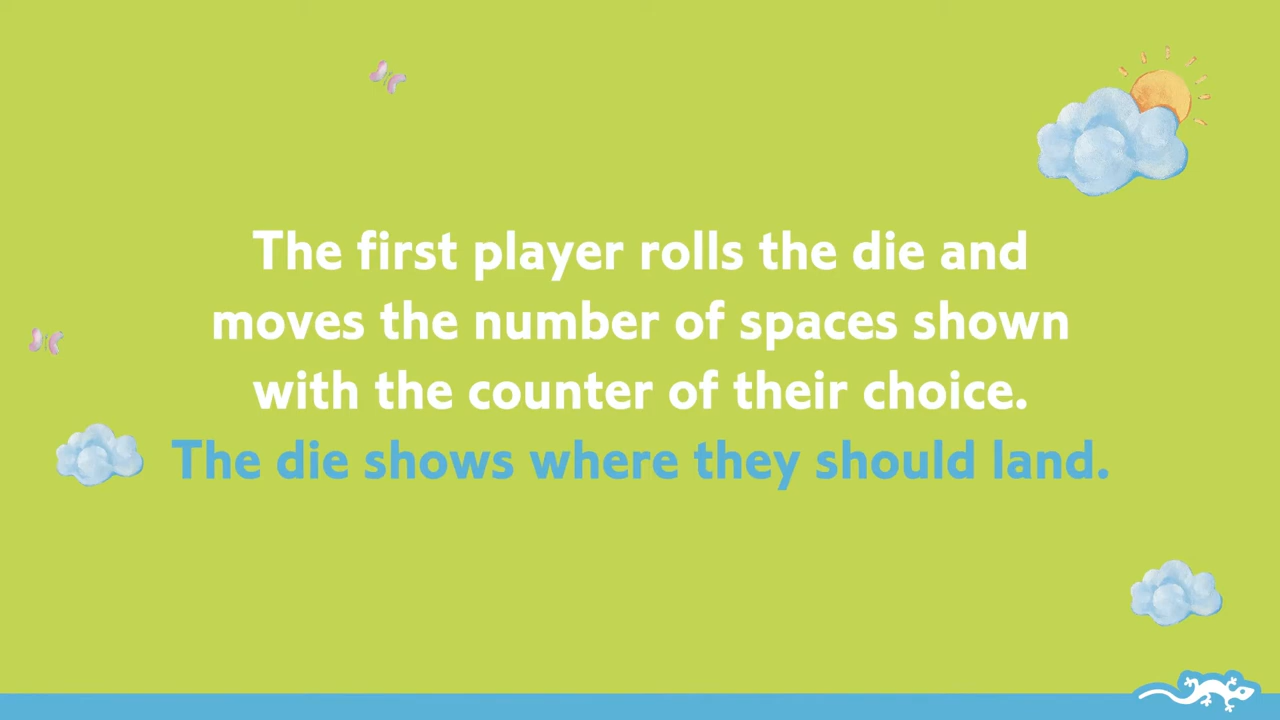 The first player rolls the die and
moves the number of spaces shown
with the counter of their choice.
The die shows where they should land.